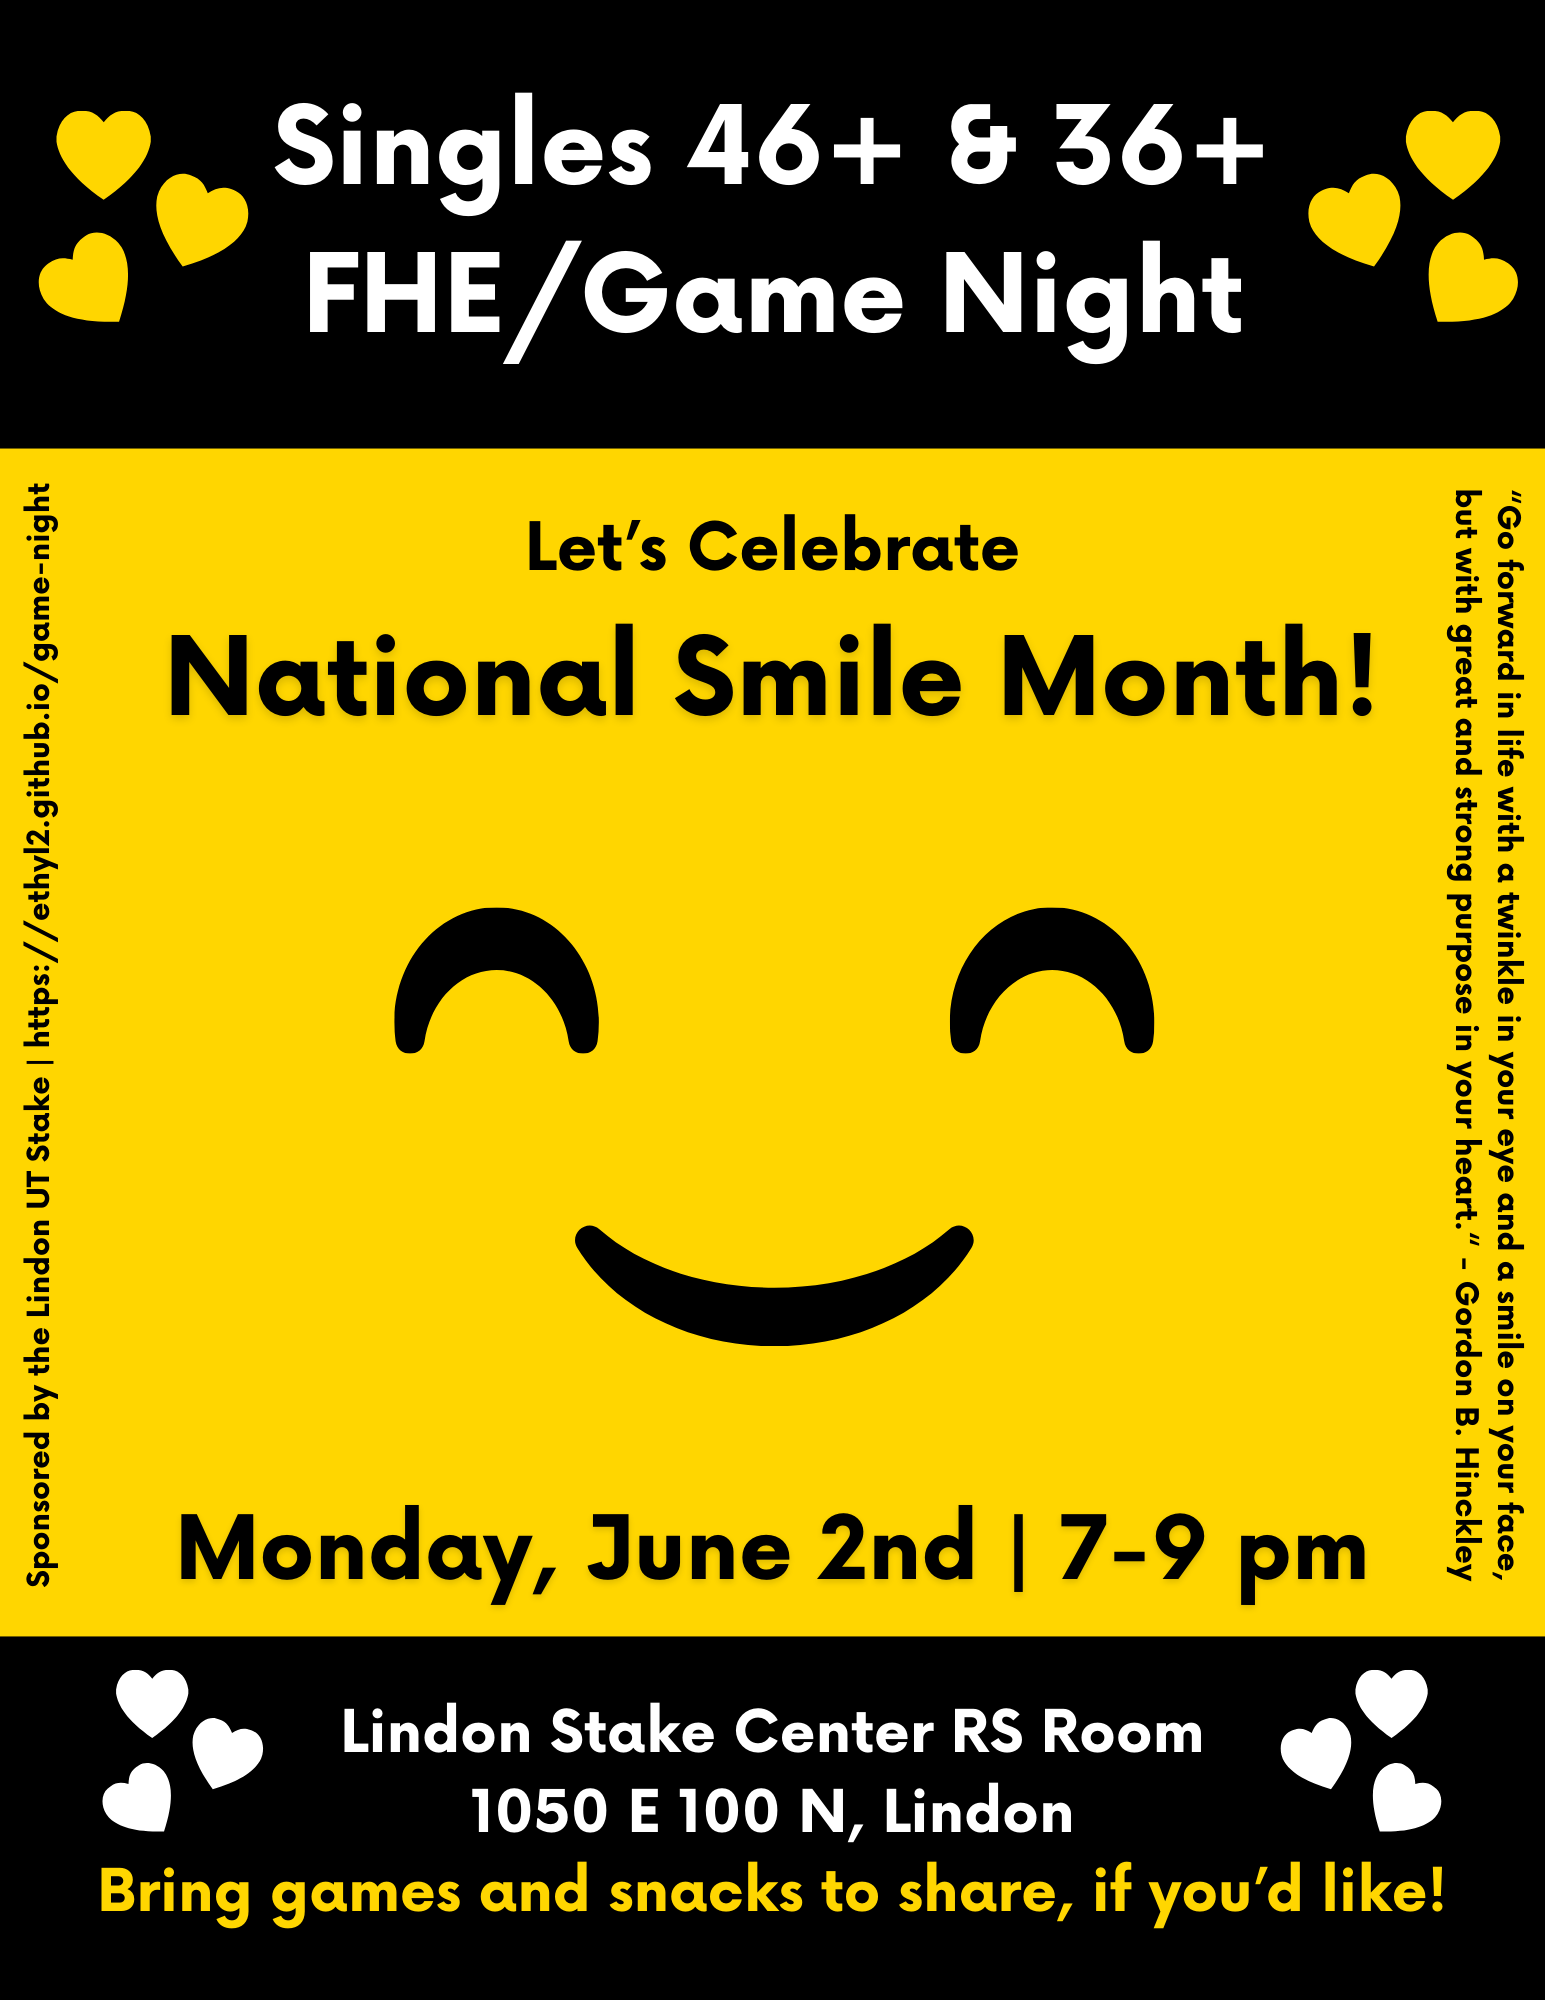 Singles 46+ & 36+
FHE/Game Night
Let’s Celebrate
National Smile Month!
Sponsored by the Lindon UT Stake | https://ethyl2.github.io/game-night
“Go forward in life with a twinkle in your eye and a smile on your face,
but with great and strong purpose in your heart.” - Gordon B. Hinckley
Monday, June 2nd | 7-9 pm
Lindon Stake Center RS Room
1050 E 100 N, Lindon
Bring games and snacks to share, if you’d like!